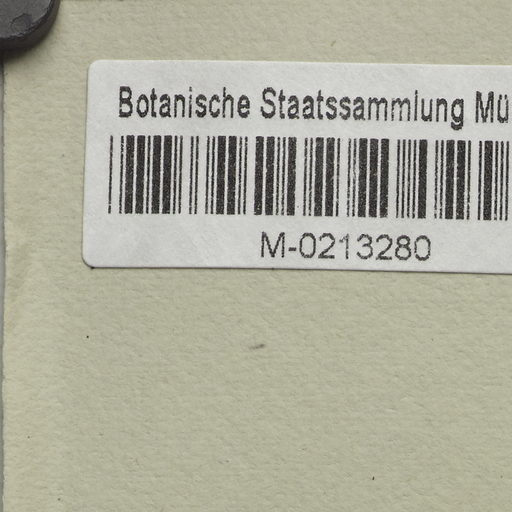 Botanische Staatssammlung Mü
M-0213280